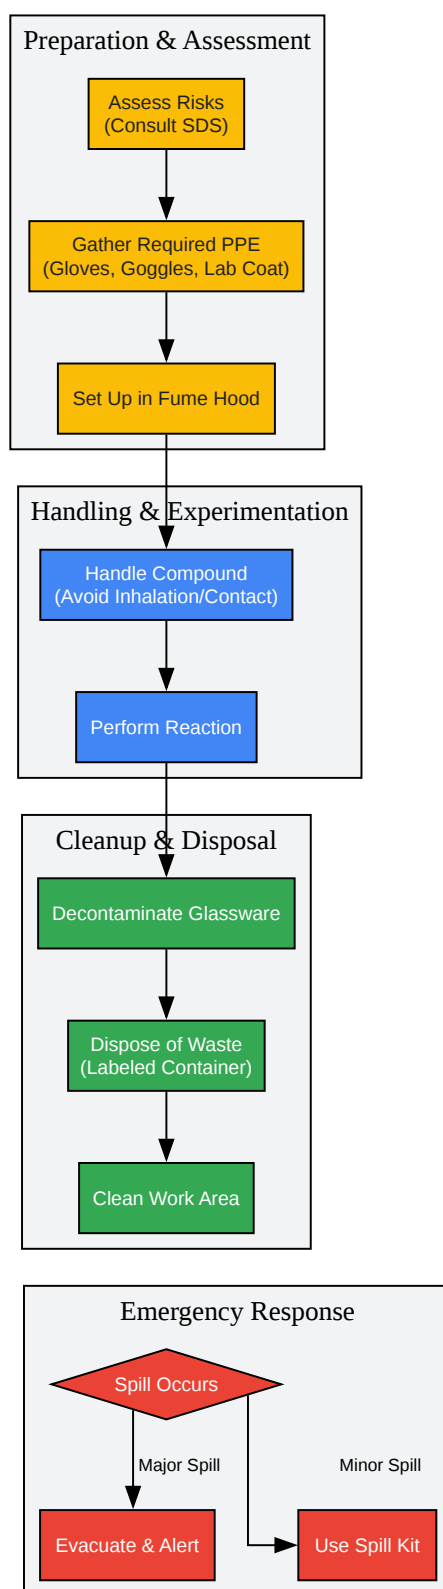 Preparation & Assessment
Assess Risks
(Consult SDS)
Gather Required PPE
(Gloves, Goggles, Lab Coat)
Set Up in Fume Hood
Handling & Experimentation
Handle Compound
(Avoid Inhalation/Contact)
Perform Reaction
Cleanup & Disposal
Decontaminate Glassware
Dispose of Waste
(Labeled Container)
Clean Work Area
Emergency Response
Spill Occurs
Major Spill
Minor Spill
Evacuate & Alert
Use Spill Kit